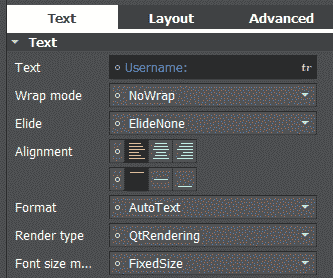 Text Layout Advanced
Text
Text Username: tr
Wrap mode NoWrap
Elide ElideNone
Alignment
Format AutoText
Render type QtRendering
Font size m... FixedSize